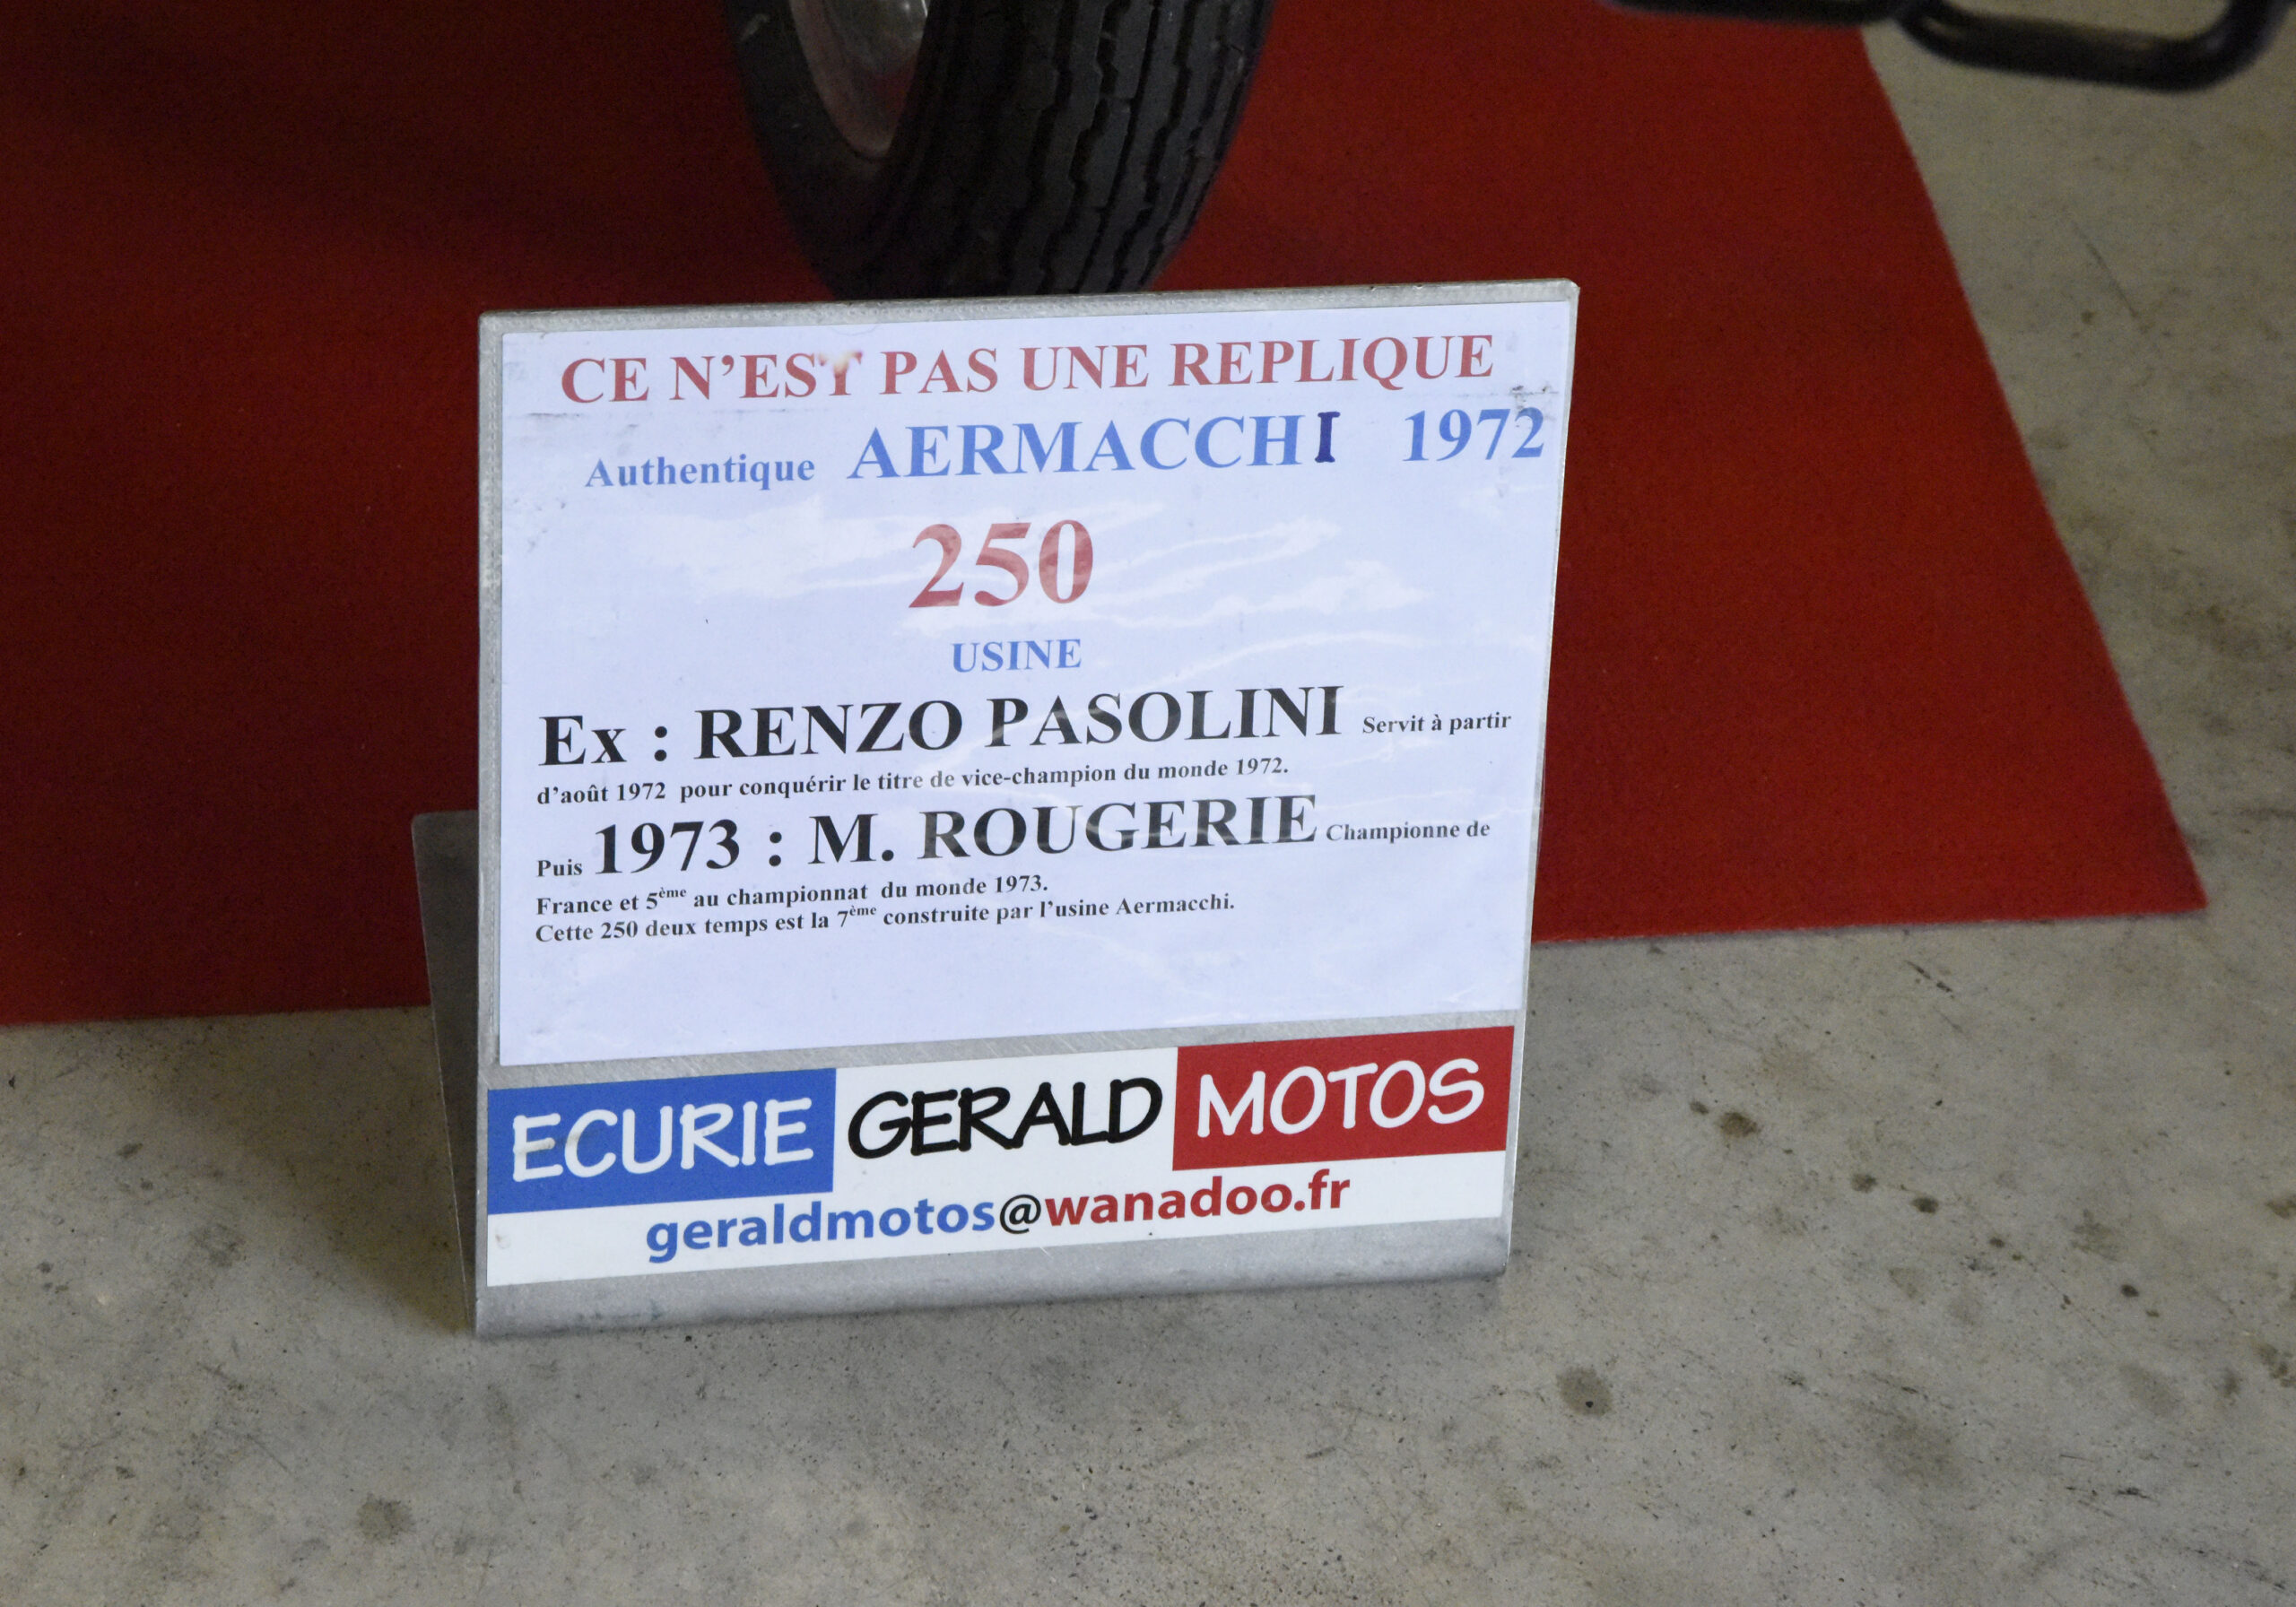 CE N'EST PAS UNE REPLIQUE
Authentique AERMACCHI 1972
250
USINE
Ex : RENZO PASOLINI Servit à partir
d'août 1972 pour conquérir le titre de vice-champion du monde 1972.
Puis 1973 : M. ROUGERIE Championne de
France et 5ème au championnat du monde 1973.
Cette 250 deux temps est la 7ème construite par l'usine Aermacchi.
ECURIE GERALD MOTOS
geraldmotos@wanadoo.fr